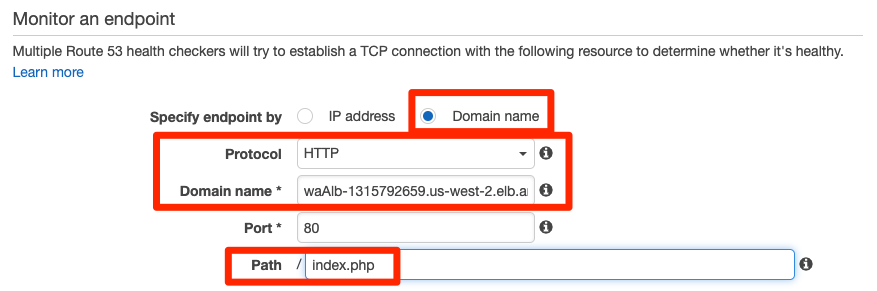 Monitor an endpoint
Multiple Route 53 health checkers will try to establish a TCP connection with the following resource to determine whether it's healthy.
Learn more
Specify endpoint by IP address Domain name
Protocol HTTP
Domain name * waAlb-1315792659.us-west-2.elb.a
Port * 80
Path / index.php